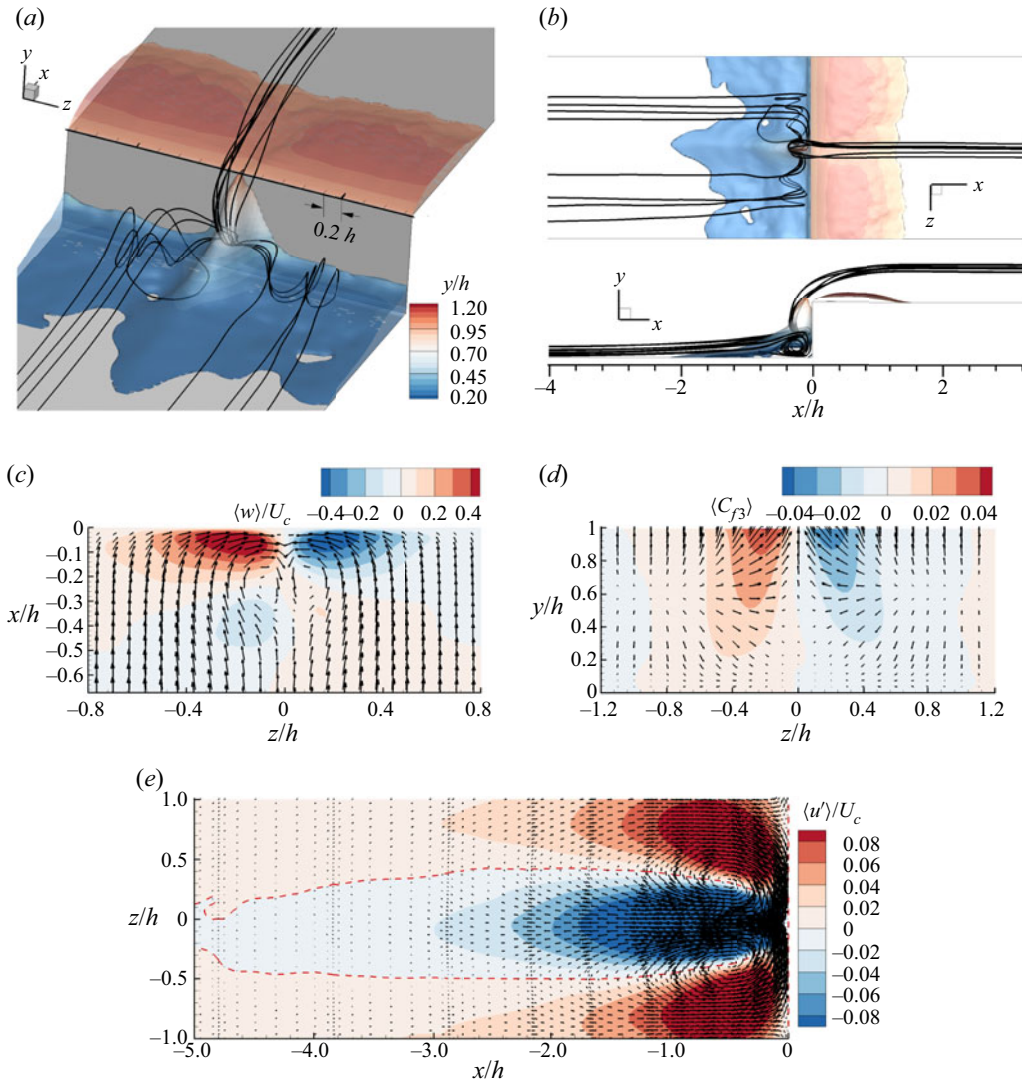 (a)
y
x
z
0.2 h
y/h
1.20
0.95
0.70
0.45
0.20
(b)
x
z
y
x
−4 −2 0 2
x/h
(c)
⟨w⟩/U_c
−0.4 −0.2 0 0.2 0.4
0
−0.1
−0.2
−0.3
−0.4
−0.5
−0.6
x/h
−0.8 −0.4 0 0.4 0.8
z/h
(d)
⟨C_f3⟩
−0.04 −0.02 0 0.02 0.04
1
0.8
0.6
0.4
0.2
0
y/h
−1.2 −0.8 −0.4 0 0.4 0.8 1.2
z/h
(e)
1.0
0.5
0
−0.5
−1.0
z/h
−5.0 −4.0 −3.0 −2.0 −1.0 0
x/h
⟨u′⟩/U_c
0.08
0.06
0.04
0.02
0
−0.02
−0.04
−0.06
−0.08